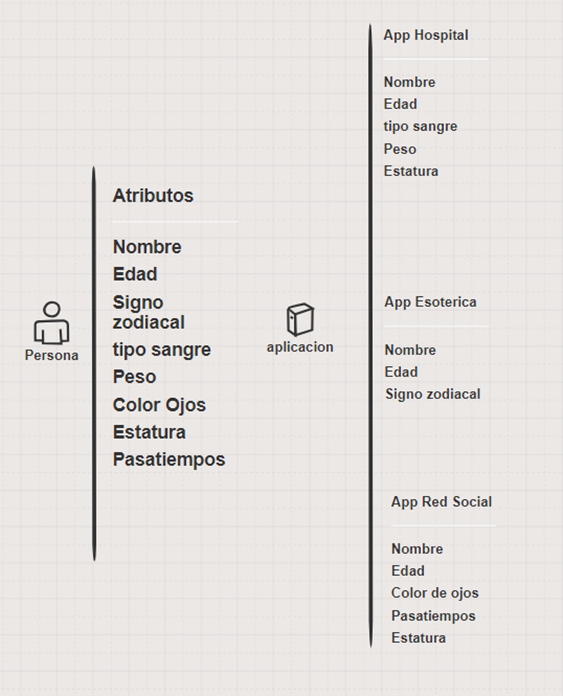 Persona
Atributos
Nombre
Edad
Signo
zodiacal
tipo sangre
Peso
Color Ojos
Estatura
Pasatiempos
aplicacion
App Hospital
Nombre
Edad
tipo sangre
Peso
Estatura
App Esoterica
Nombre
Edad
Signo zodiacal
App Red Social
Nombre
Edad
Color de ojos
Pasatiempos
Estatura